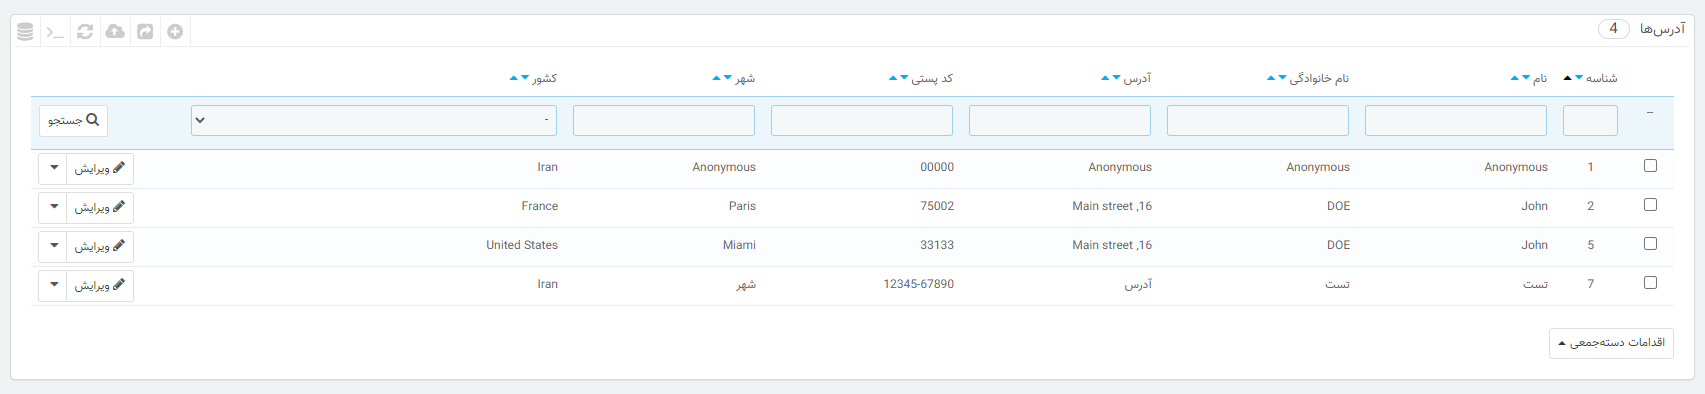 آدرس‌ها 4
شناسه نام نام خانوادگی آدرس کد پستی شهر کشور
-- - جستجو
1 Anonymous Anonymous Anonymous 00000 Anonymous Iran ویرایش
2 John DOE Main street ,16 75002 Paris France ویرایش
5 John DOE Main street ,16 33133 Miami United States ویرایش
7 تست تست آدرس 12345-67890 شهر Iran ویرایش
اقدامات دسته‌جمعی